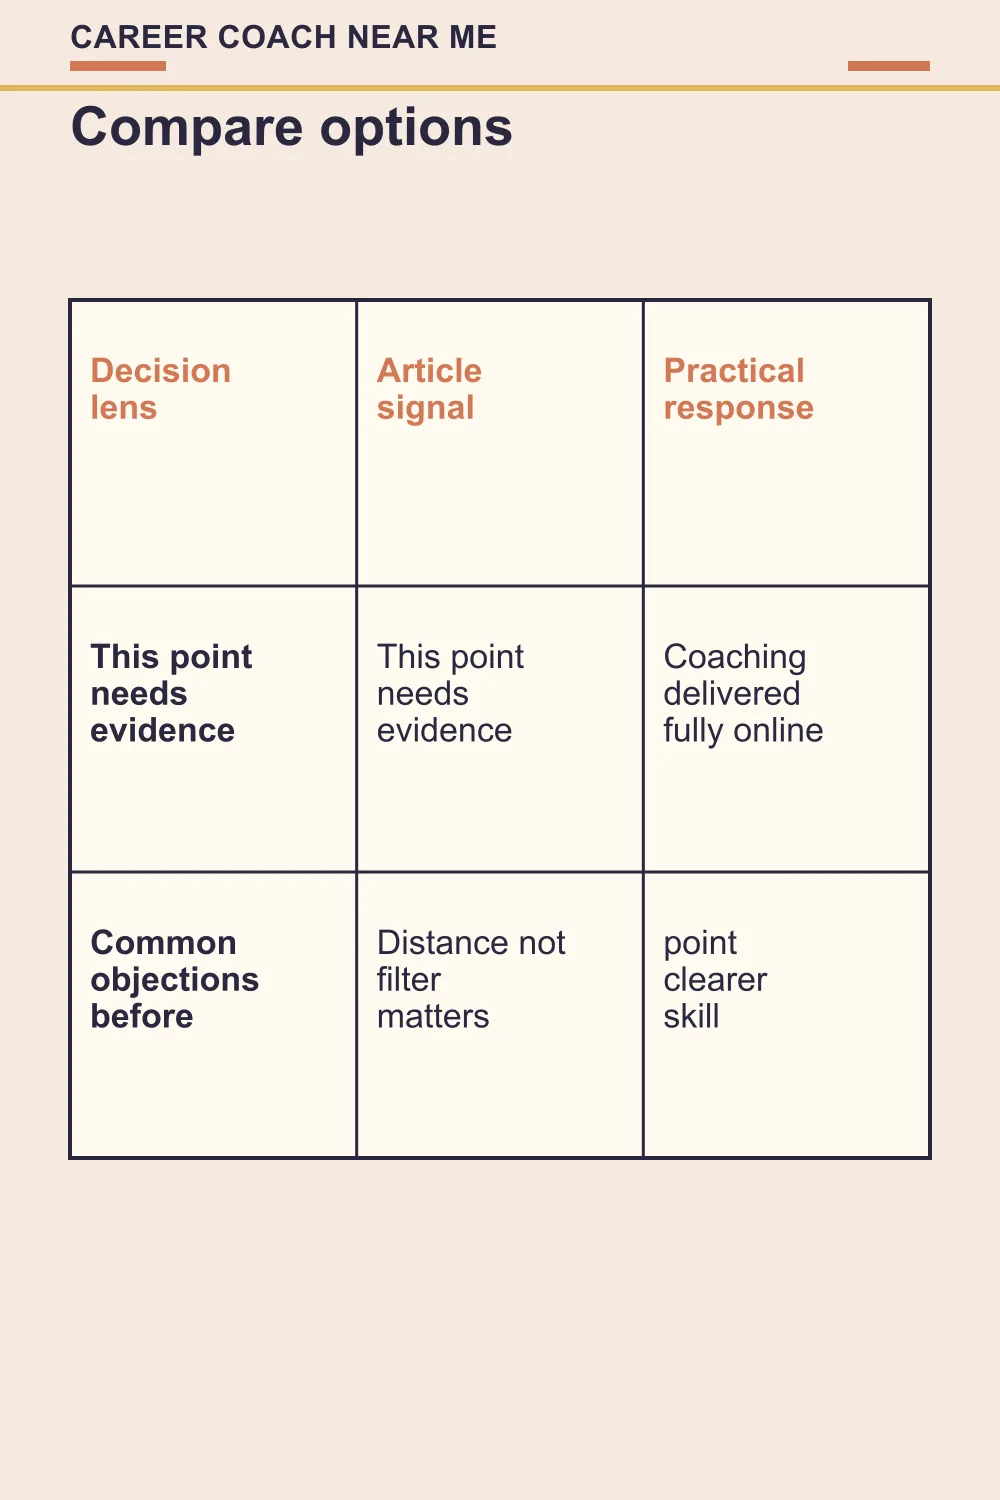 CAREER COACH NEAR ME
Compare options
Decision
lens
Article
signal
Practical
response
This point
needs
evidence
This point
needs
evidence
Coaching
delivered
fully online
Common
objections
before
Distance not
filter
matters
point
clearer
skill